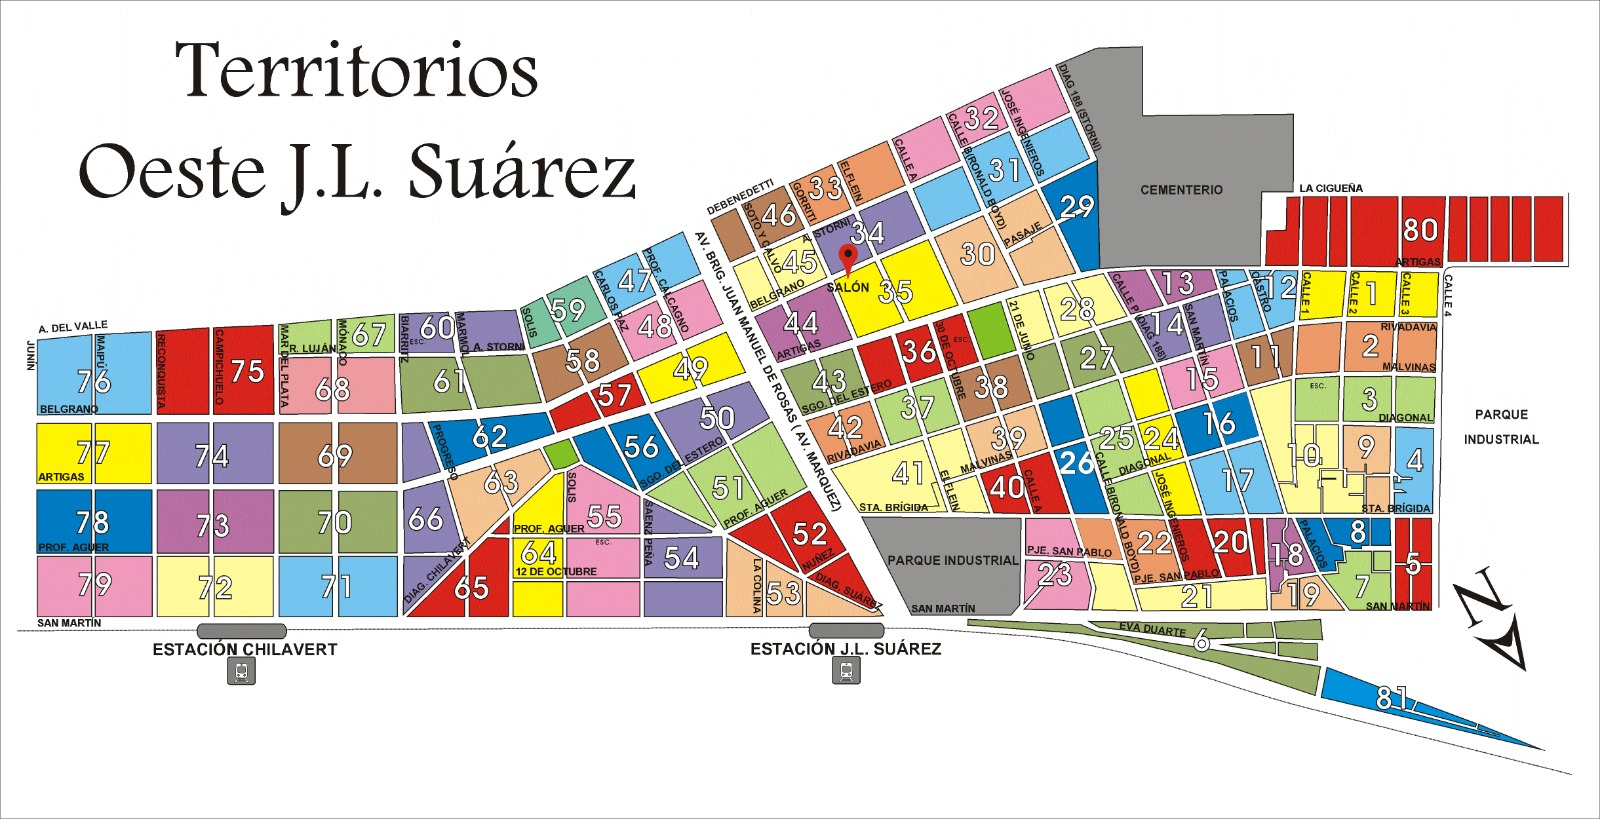 Territorios
Oeste J.L. Suárez
DIAG 188 (STORNI)
CEMENTERIO
LA CIGUEÑA
80
ARTIGAS
JOSÉ INGENIEROS
32
CALLE BIRONALD BOYD)
31
29
CALLE A
ELFLEIN
33
GORRITI
DEBENEDETTI
46
SOTO Y CALVO
STORNI
34
45
BELGRANO
30
PASAJE
SALÓN
35
AV. BRIG. JUAN MANUEL DE ROSAS ( AV. MARQUEZ)
PROF. CALCAGNO
47
CARLOS PAZ
59
SOLIS
48
44
ARTIGAS
13
CALLE 1
(DIAG 188)
PALACIOS
CASTRO
12
CALLE 1
1
CALLE 2
CALLE 3
CALLE 4
28
21 DE JUNIO
14
SAN MARTÍN
RIVADAVIA
2
MALVINAS
11
27
36
ESC.
30 DE OCTUBRE
A. DEL VALLE
JUNÍN
MAIPÚ
76
BELGRANO
RECONQUISTA
CAMPICHUELO
75
MAR DEL PLATA
R. LUJÁN
MÓNACO
67
68
BIARRITZ
60
ESC.
MARMOL
A. STORNI
61
58
57
49
43
SGO. DEL ESTERO
38
15
ESC.
3
DIAGONAL
PARQUE
INDUSTRIAL
50
42
RIVADAVIA
37
39
MALVINAS
16
24
25
DIAGONAL
26
10
9
4
77
ARTIGAS
74
69
PROGRESO
62
56
SGO. DEL ESTERO
63
41
ELFLEIN
STA. BRÍGIDA
40
CALLE A
CALLE BIRONALD BOYD)
JOSÉ INGENIEROS
17
STA. BRÍGIDA
51
PROF. AGUER
78
PROF. AGUER
73
70
66
SOLIS
55
PROF. AGUER
ESC.
SAENZ PEÑA
52
NUÑEZ
DIAG. SUÁREZ
PARQUE INDUSTRIAL
SAN MARTÍN
PJE. SAN PABLO
23
22
PJE. SAN PABLO
20
18
PALACIOS
8
5
7
SAN MARTÍN
19
21
79
72
71
DIAG. CHILAVERT
65
64
12 DE OCTUBRE
54
LA COLINA
53
SAN MARTÍN
ESTACIÓN CHILAVERT
ESTACIÓN J.L. SUÁREZ
EVA DUARTE
6
81
N